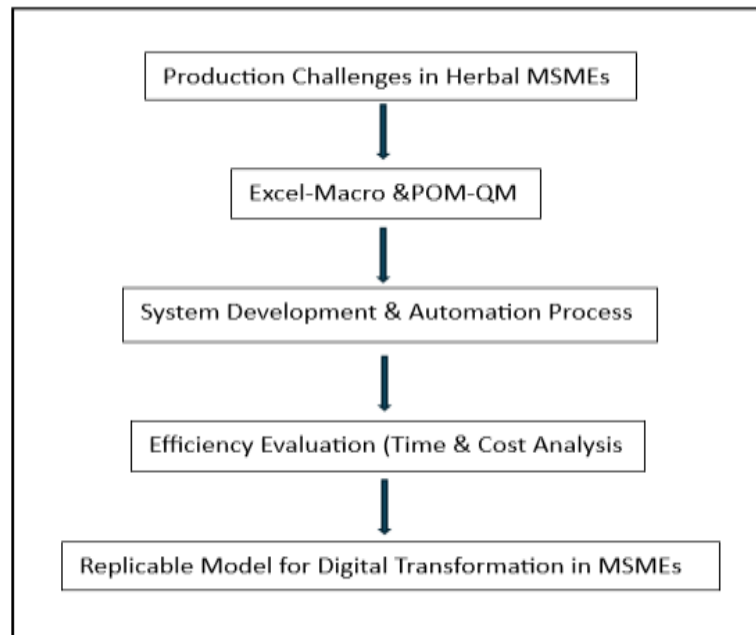 Production Challenges in Herbal MSMEs
Excel-Macro &POM-QM
System Development & Automation Process
Efficiency Evaluation (Time & Cost Analysis
Replicable Model for Digital Transformation in MSMEs